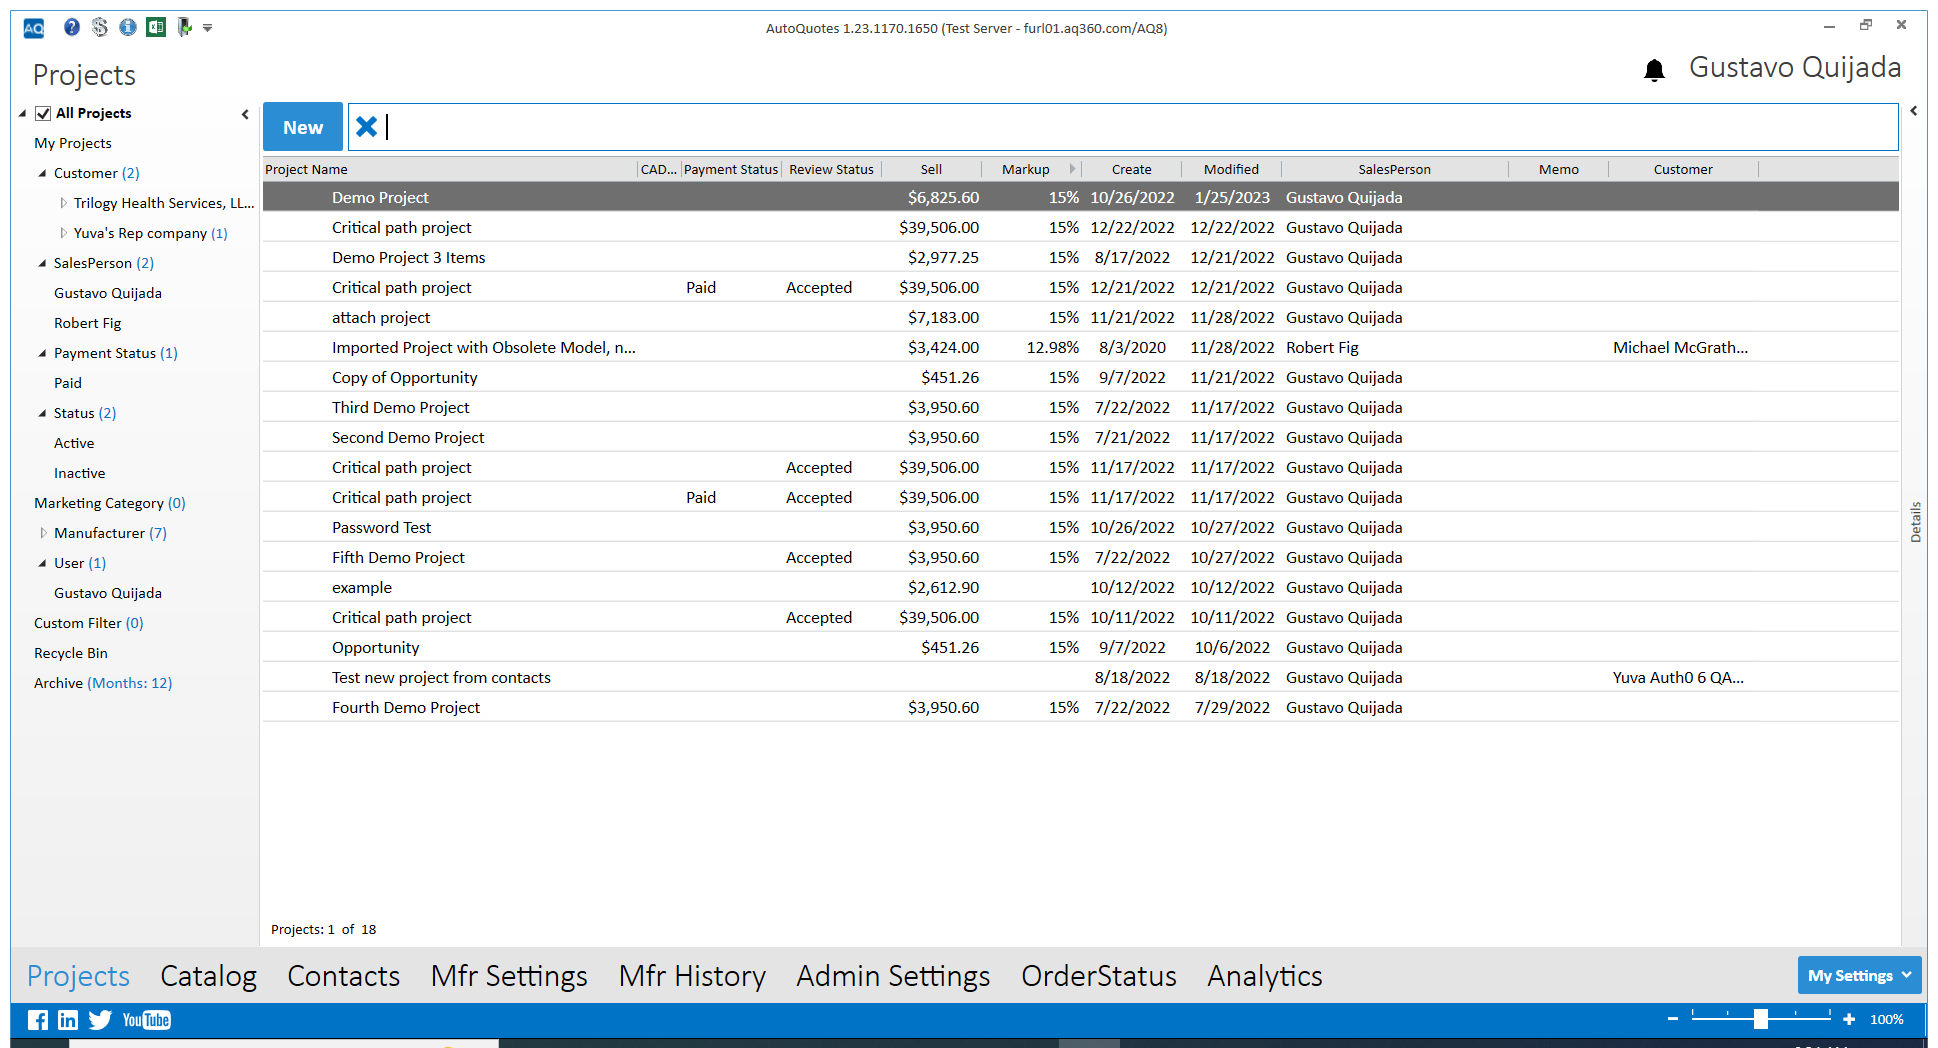 AQ
AutoQuotes 1.23.1170.1650 (Test Server - furl01.aq360.com/AQ8)
Projects
Gustavo Quijada
All Projects
My Projects
Customer (2)
Trilogy Health Services, LL...
Yuva's Rep company (1)
SalesPerson (2)
Gustavo Quijada
Robert Fig
Payment Status (1)
Paid
Status (2)
Active
Inactive
Marketing Category (0)
Manufacturer (7)
User (1)
Gustavo Quijada
Custom Filter (0)
Recycle Bin
Archive (Months: 12)
New
Project Name CAD... Payment Status Review Status Sell Markup Create Modified SalesPerson Memo Customer
Demo Project $6,825.60 15% 10/26/2022 1/25/2023 Gustavo Quijada
Critical path project $39,506.00 15% 12/22/2022 12/22/2022 Gustavo Quijada
Demo Project 3 Items $2,977.25 15% 8/17/2022 12/21/2022 Gustavo Quijada
Critical path project Paid Accepted $39,506.00 15% 12/21/2022 12/21/2022 Gustavo Quijada
attach project $7,183.00 15% 11/21/2022 11/28/2022 Gustavo Quijada
Imported Project with Obsolete Model, n... $3,424.00 12.98% 8/3/2020 11/28/2022 Robert Fig Michael McGrath...
Copy of Opportunity $451.26 15% 9/7/2022 11/21/2022 Gustavo Quijada
Third Demo Project $3,950.60 15% 7/22/2022 11/17/2022 Gustavo Quijada
Second Demo Project $3,950.60 15% 7/21/2022 11/17/2022 Gustavo Quijada
Critical path project Accepted $39,506.00 15% 11/17/2022 11/17/2022 Gustavo Quijada
Critical path project Paid Accepted $39,506.00 15% 11/17/2022 11/17/2022 Gustavo Quijada
Password Test $3,950.60 15% 10/26/2022 10/27/2022 Gustavo Quijada
Fifth Demo Project Accepted $3,950.60 15% 7/22/2022 10/27/2022 Gustavo Quijada
example $2,612.90 10/12/2022 10/12/2022 Gustavo Quijada
Critical path project Accepted $39,506.00 15% 10/11/2022 10/11/2022 Gustavo Quijada
Opportunity $451.26 15% 9/7/2022 10/6/2022 Gustavo Quijada
Test new project from contacts 8/18/2022 8/18/2022 Gustavo Quijada Yuva Auth0 6 QA...
Fourth Demo Project $3,950.60 15% 7/22/2022 7/29/2022 Gustavo Quijada
Details
Projects: 1 of 18
Projects Catalog Contacts Mfr Settings Mfr History Admin Settings OrderStatus Analytics My Settings
YouTube
100%